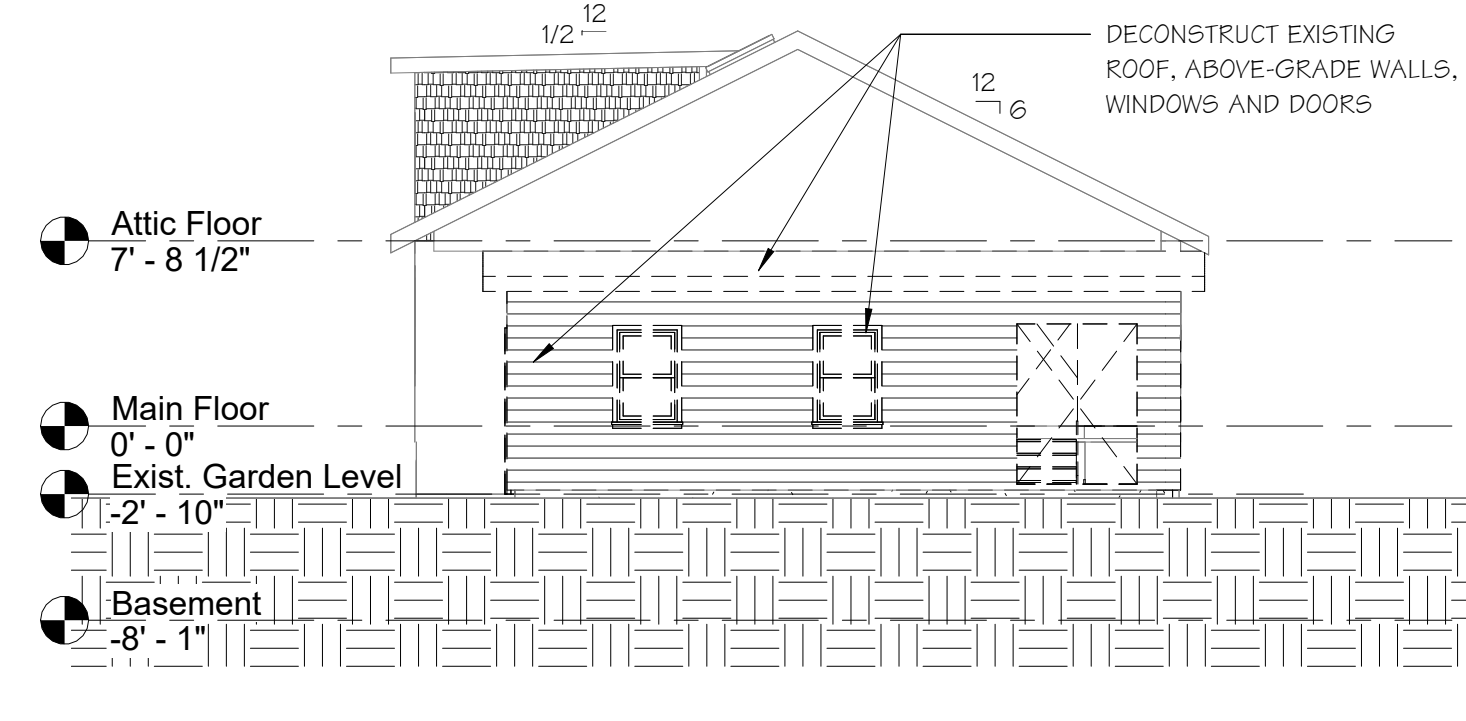 12
1/2
DECONSTRUCT EXISTING
ROOF, ABOVE-GRADE WALLS,
WINDOWS AND DOORS
12
6
Attic Floor
7' - 8 1/2"
Main Floor
0' - 0"
Exist. Garden Level
-2' - 10"
Basement
-8' - 1"